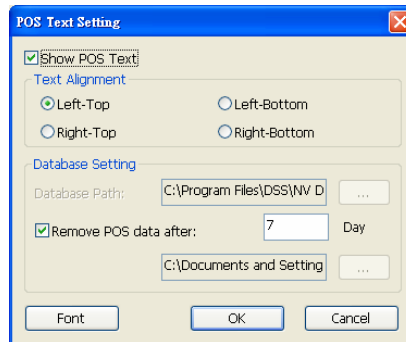 POS Text Setting
Show POS Text
Text Alignment
Left-Top Left-Bottom
Right-Top Right-Bottom
Database Setting
Database Path: C:\Program Files\DSS\NV D ...
Remove POS data after: 7 Day
C:\Documents and Setting ...
Font OK Cancel